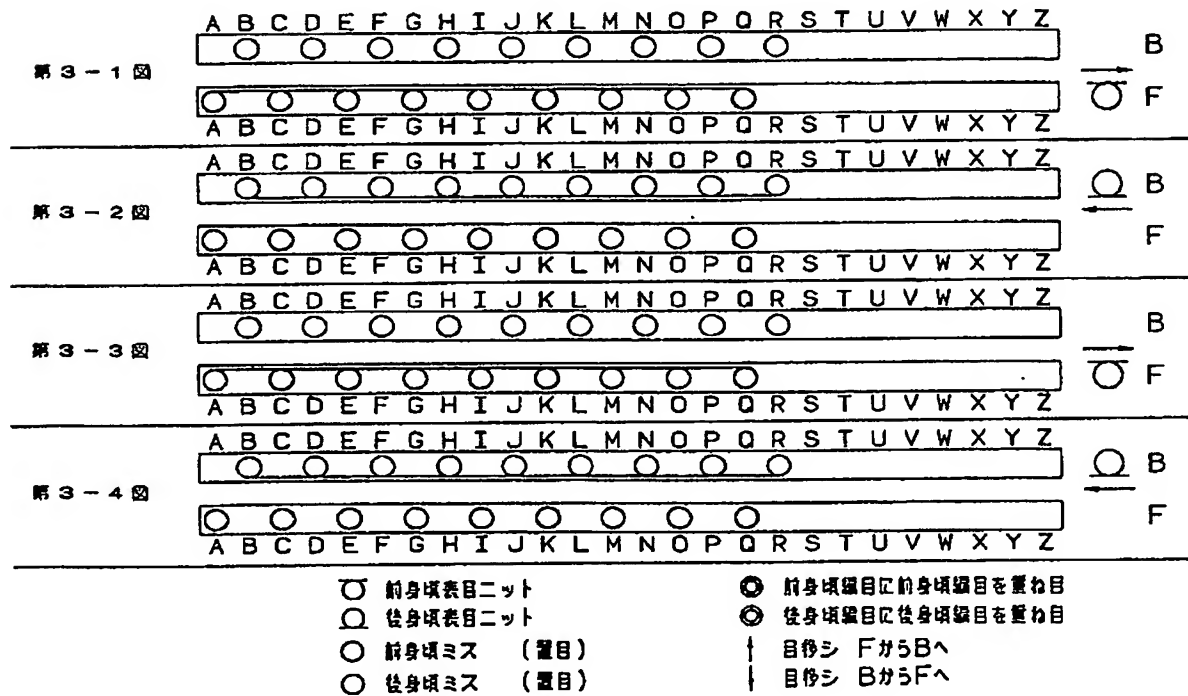 A B C D E F G H I J K L M N O P Q R S T U V W X Y Z
B
第3-1図
F
A B C D E F G H I J K L M N O P Q R S T U V W X Y Z
A B C D E F G H I J K L M N O P Q R S T U V W X Y Z
B
第3-2図
F
A B C D E F G H I J K L M N O P Q R S T U V W X Y Z
A B C D E F G H I J K L M N O P Q R S T U V W X Y Z
B
第3-3図
F
A B C D E F G H I J K L M N O P Q R S T U V W X Y Z
A B C D E F G H I J K L M N O P Q R S T U V W X Y Z
B
第3-4図
F
A B C D E F G H I J K L M N O P Q R S T U V W X Y Z
前身頃表目ニット
後身頃表目ニット
前身頃ミス (置目)
後身頃ミス (置目)
前身頃編目に前身頃編目を重ね目
後身頃編目に後身頃編目を重ね目
目移シ FからBへ
目移シ BからFへ